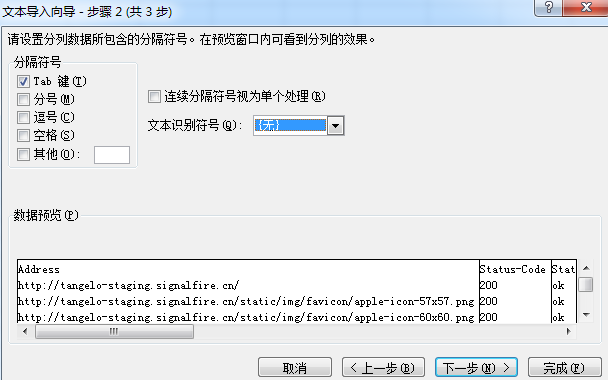 文本导入向导 - 步骤 2 (共 3 步)
请设置分列数据所包含的分隔符号。在预览窗口内可看到分列的效果。
分隔符号
Tab 键(T)
分号(M)
逗号(C)
空格(S)
其他(O):
连续分隔符号视为单个处理(R)
文本识别符号(Q): {无}
数据预览(P)
Address Status-Code Stat
http://tangelo-staging.signalfire.cn/ 200 ok
http://tangelo-staging.signalfire.cn/static/img/favicon/apple-icon-57x57.png 200 ok
http://tangelo-staging.signalfire.cn/static/img/favicon/apple-icon-60x60.png 200 ok
取消 < 上一步(B) 下一步(N) > 完成(F)